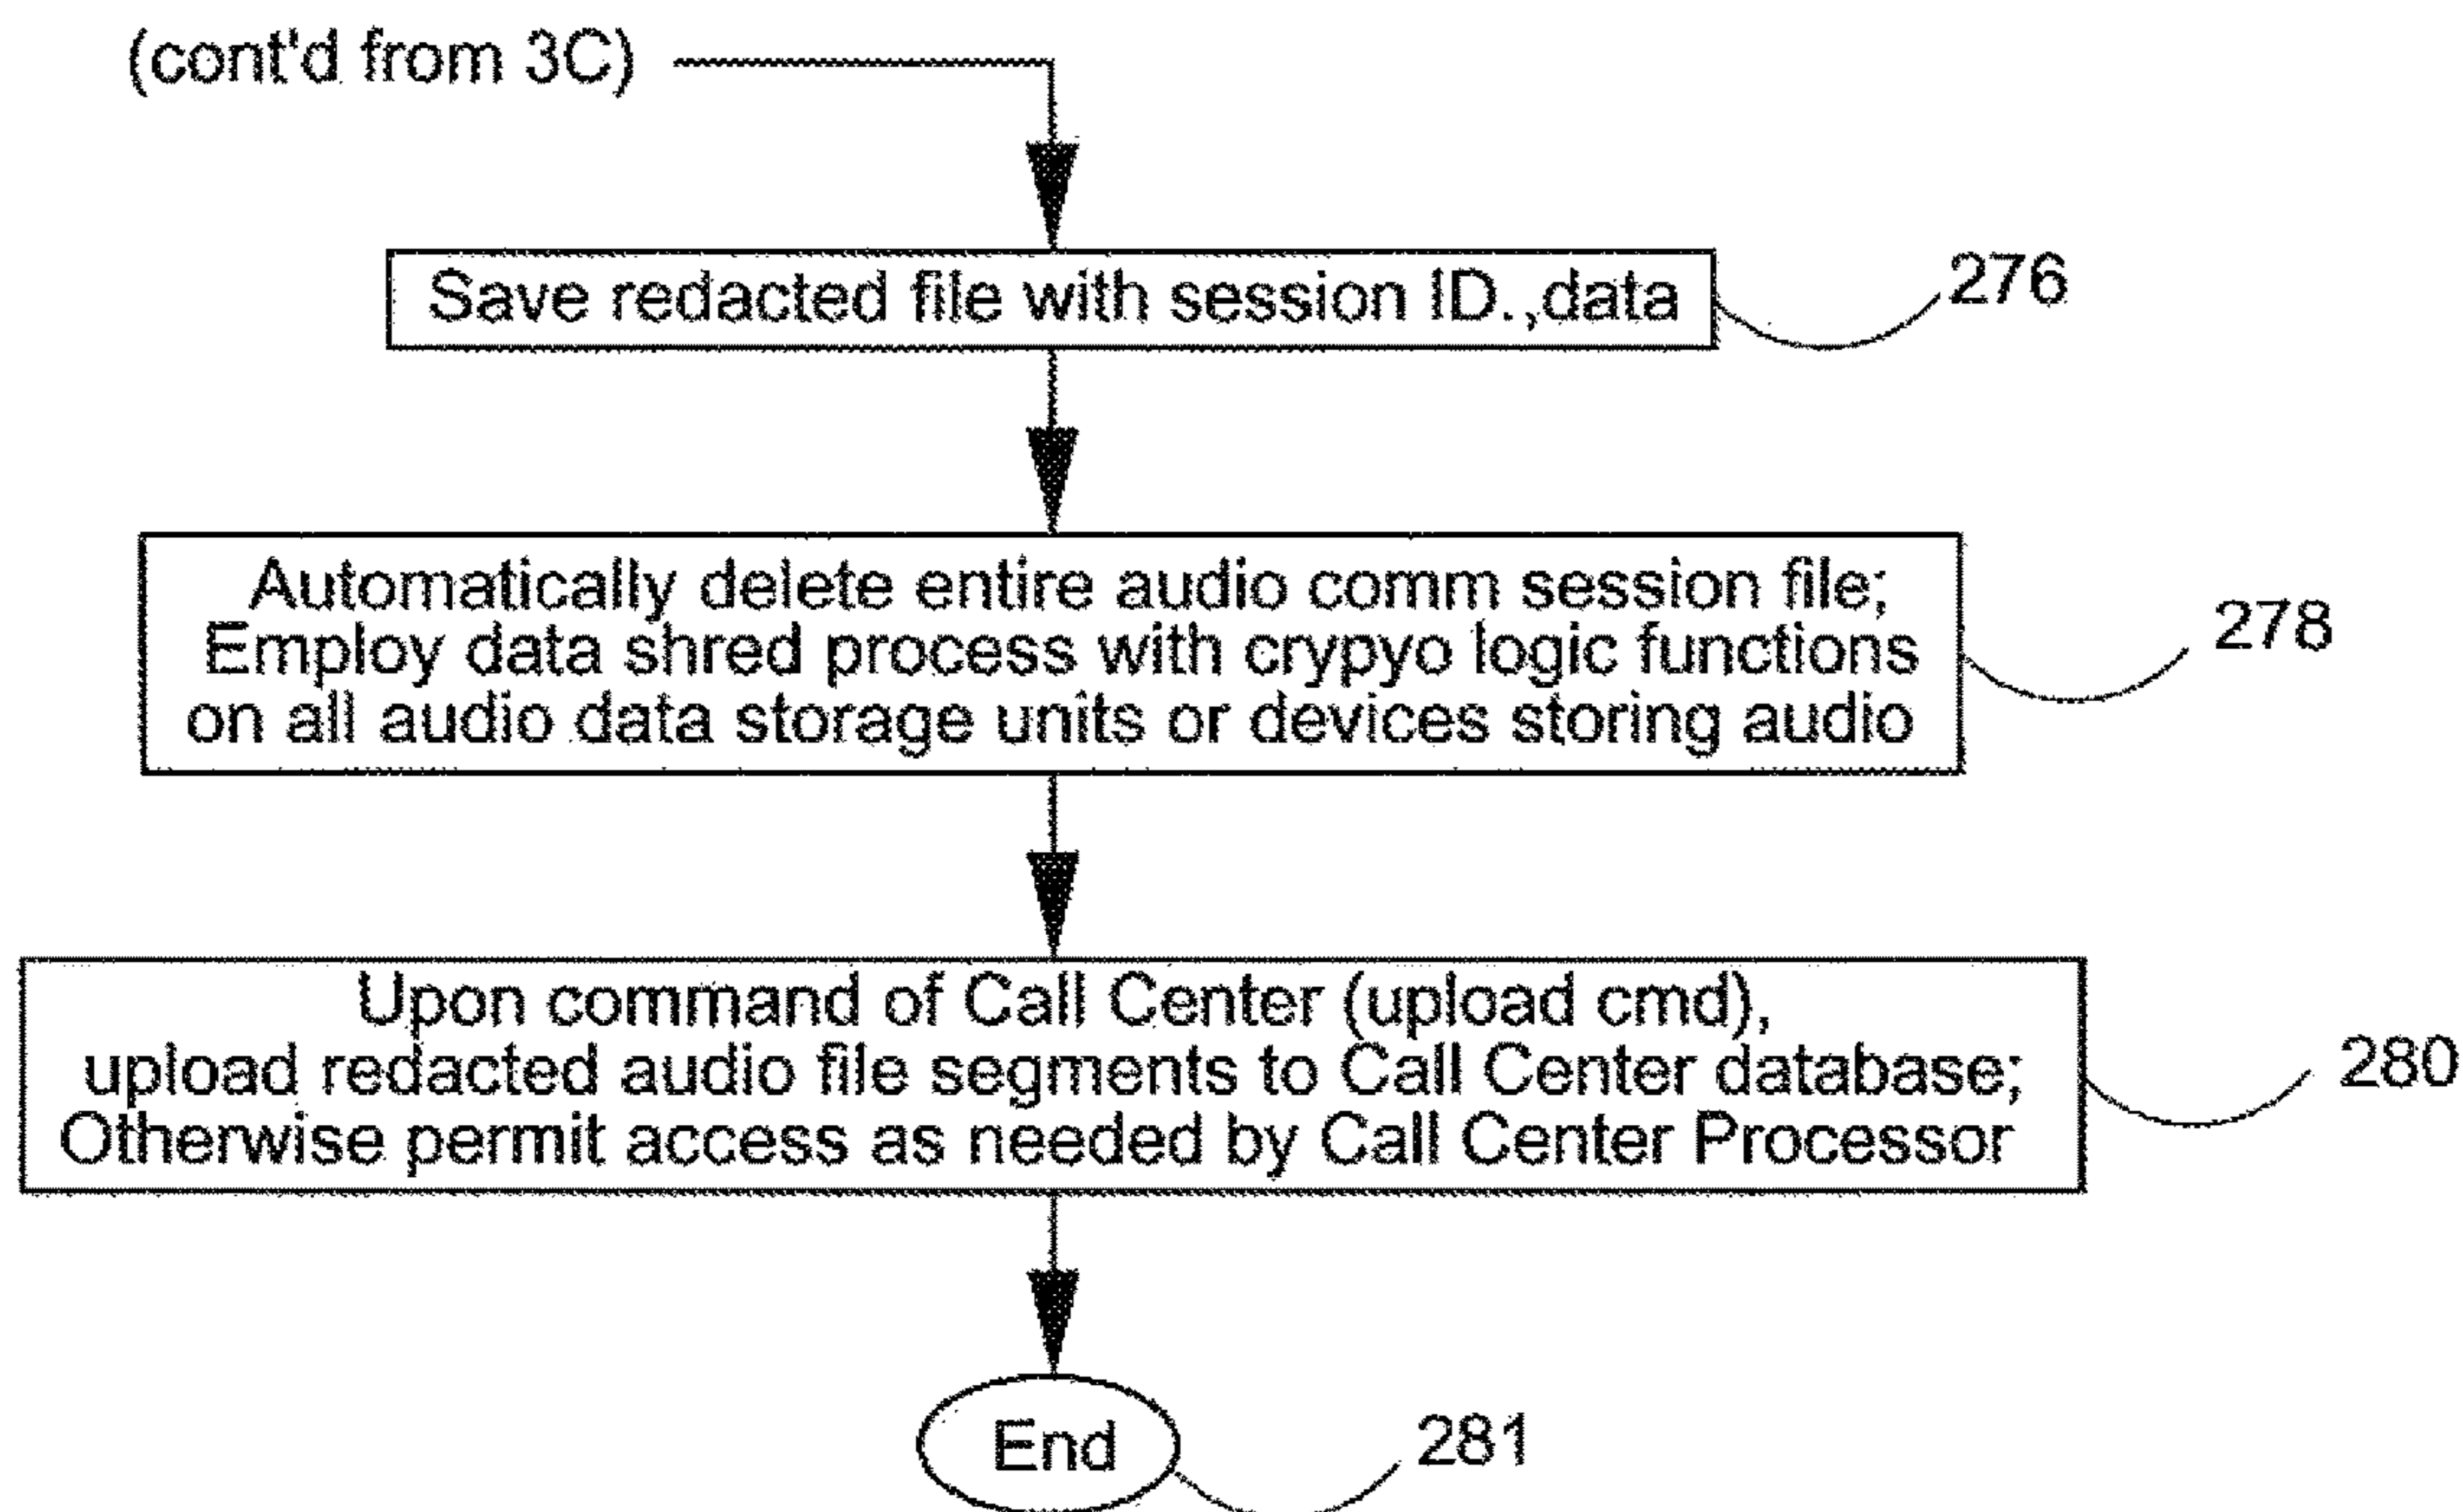 (cont'd from 3C)
Save redacted file with session ID.,data
276
Automatically delete entire audio comm session file;
Employ data shred process with crypyo logic functions
on all audio data storage units or devices storing audio
278
Upon command of Call Center (upload cmd),
upload redacted audio file segments to Call Center database;
Otherwise permit access as needed by Call Center Processor
280
End
281